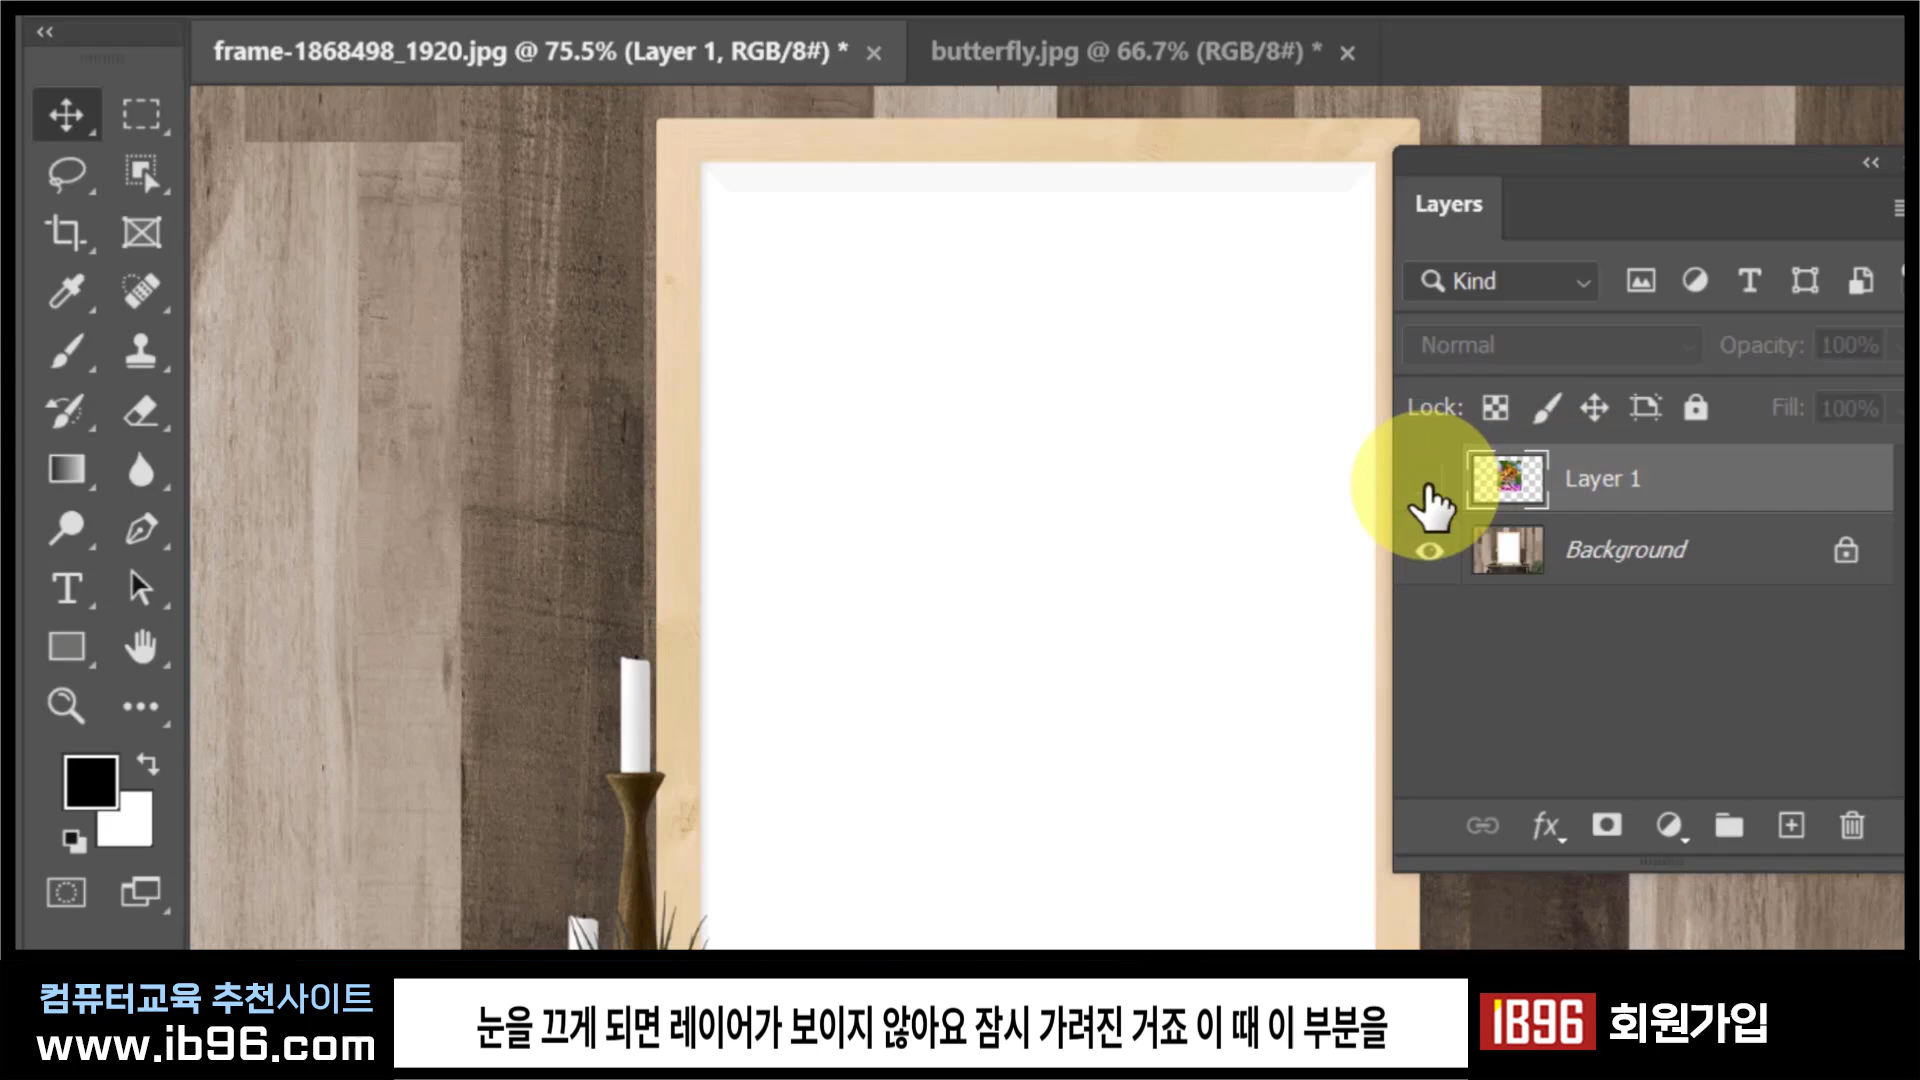 frame-1868498_1920.jpg @ 75.5% (Layer 1, RGB/8#) *
butterfly.jpg @ 66.7% (RGB/8#) *
Layers
Kind
Normal
Opacity: 100%
Lock:
Fill: 100%
Layer 1
Background
컴퓨터교육 추천사이트
www.ib96.com
눈을 끄게 되면 레이어가 보이지 않아요 잠시 가려진 거죠 이 때 이 부분을
IB96 회원가입